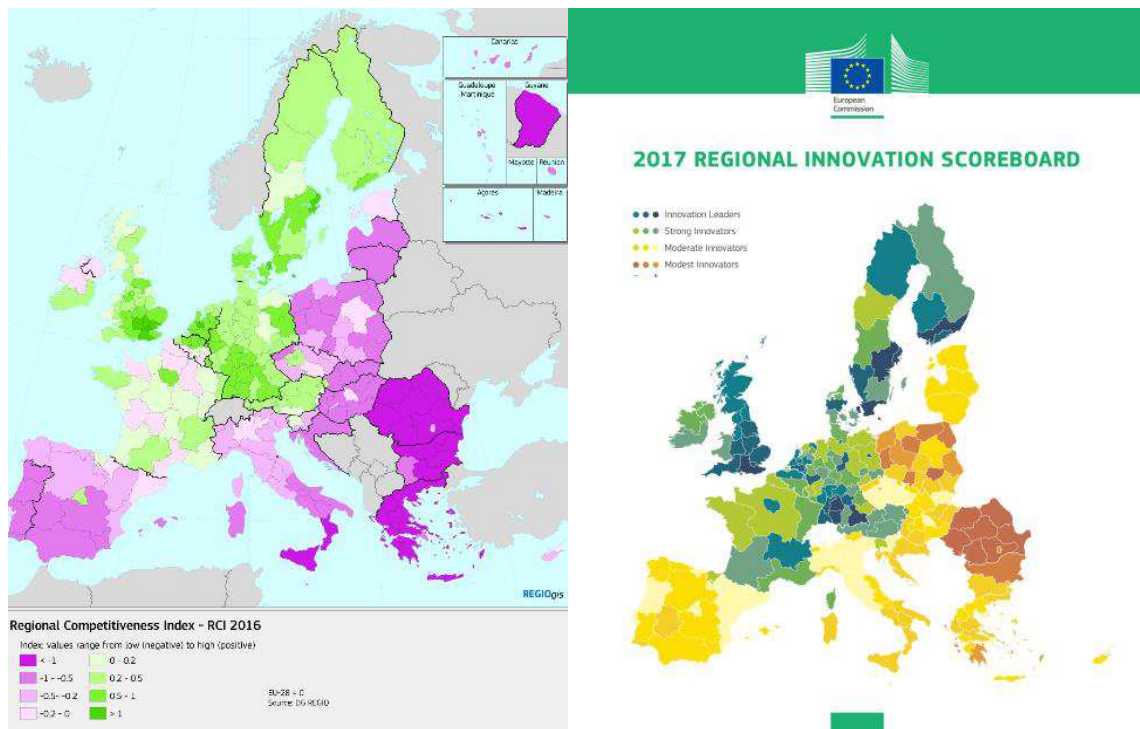 Canarias
Guadeloupe
Martinique
Guyane
Mayotte
Réunion
Açores
Madeira
REGIOgis
Regional Competitiveness Index - RCI 2016
Index: values range from low (negative) to high (positive)
< -1
-1 - -0.5
-0.5- -0.2
-0.2 - 0
0 - 0.2
0.2 - 0.5
0.5 - 1
> 1
EU-28 = 0
Source: DG REGIO
European
Commission
2017 REGIONAL INNOVATION SCOREBOARD
Innovation Leaders
Strong Innovators
Moderate Innovators
Modest Innovators